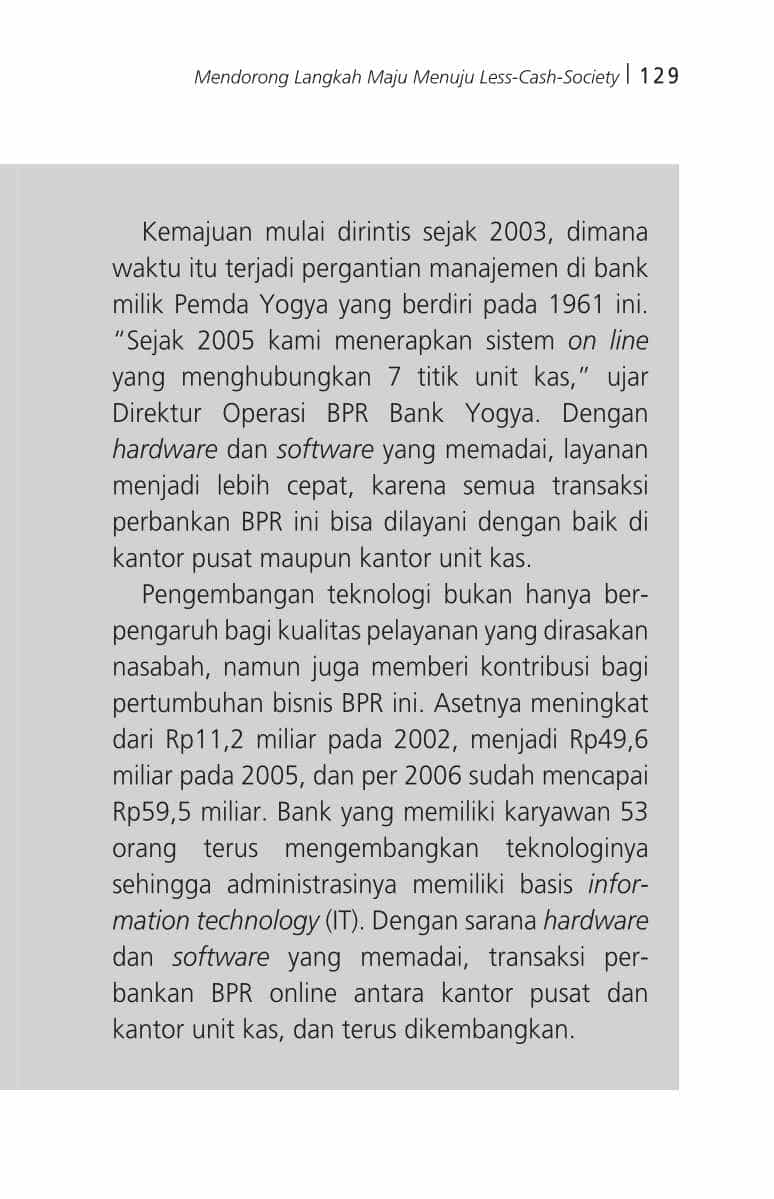 Mendorong Langkah Maju Menuju Less-Cash-Society | 129
Kemajuan mulai dirintis sejak 2003, dimana
waktu itu terjadi pergantian manajemen di bank
milik Pemda Yogya yang berdiri pada 1961 ini.
“Sejak 2005 kami menerapkan sistem on line
yang menghubungkan 7 titik unit kas,” ujar
Direktur Operasi BPR Bank Yogya. Dengan
hardware dan software yang memadai, layanan
menjadi lebih cepat, karena semua transaksi
perbankan BPR ini bisa dilayani dengan baik di
kantor pusat maupun kantor unit kas.
Pengembangan teknologi bukan hanya ber-
pengaruh bagi kualitas pelayanan yang dirasakan
nasabah, namun juga memberi kontribusi bagi
pertumbuhan bisnis BPR ini. Asetnya meningkat
dari Rp11,2 miliar pada 2002, menjadi Rp49,6
miliar pada 2005, dan per 2006 sudah mencapai
Rp59,5 miliar. Bank yang memiliki karyawan 53
orang terus mengembangkan teknologinya
sehingga administrasinya memiliki basis infor-
mation technology (IT). Dengan sarana hardware
dan software yang memadai, transaksi per-
bankan BPR online antara kantor pusat dan
kantor unit kas, dan terus dikembangkan.